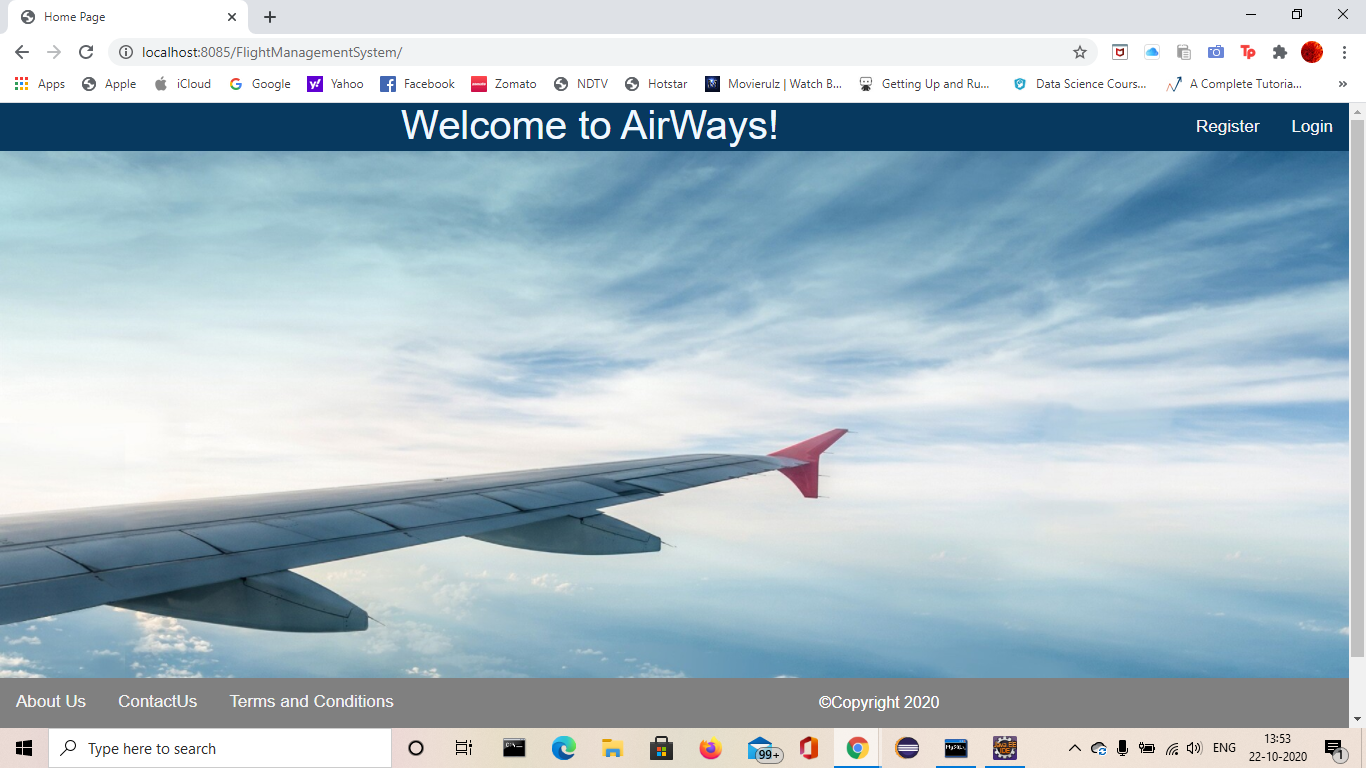 Home Page
localhost:8085/FlightManagementSystem/
Apps Apple iCloud Google Yahoo Facebook Zomato NDTV Hotstar Movierulz | Watch B... Getting Up and Ru... Data Science Cours... A Complete Tutoria... »
Welcome to AirWays! Register Login
About Us ContactUs Terms and Conditions ©Copyright 2020
Type here to search 99+ ENG 13:53
22-10-2020 1